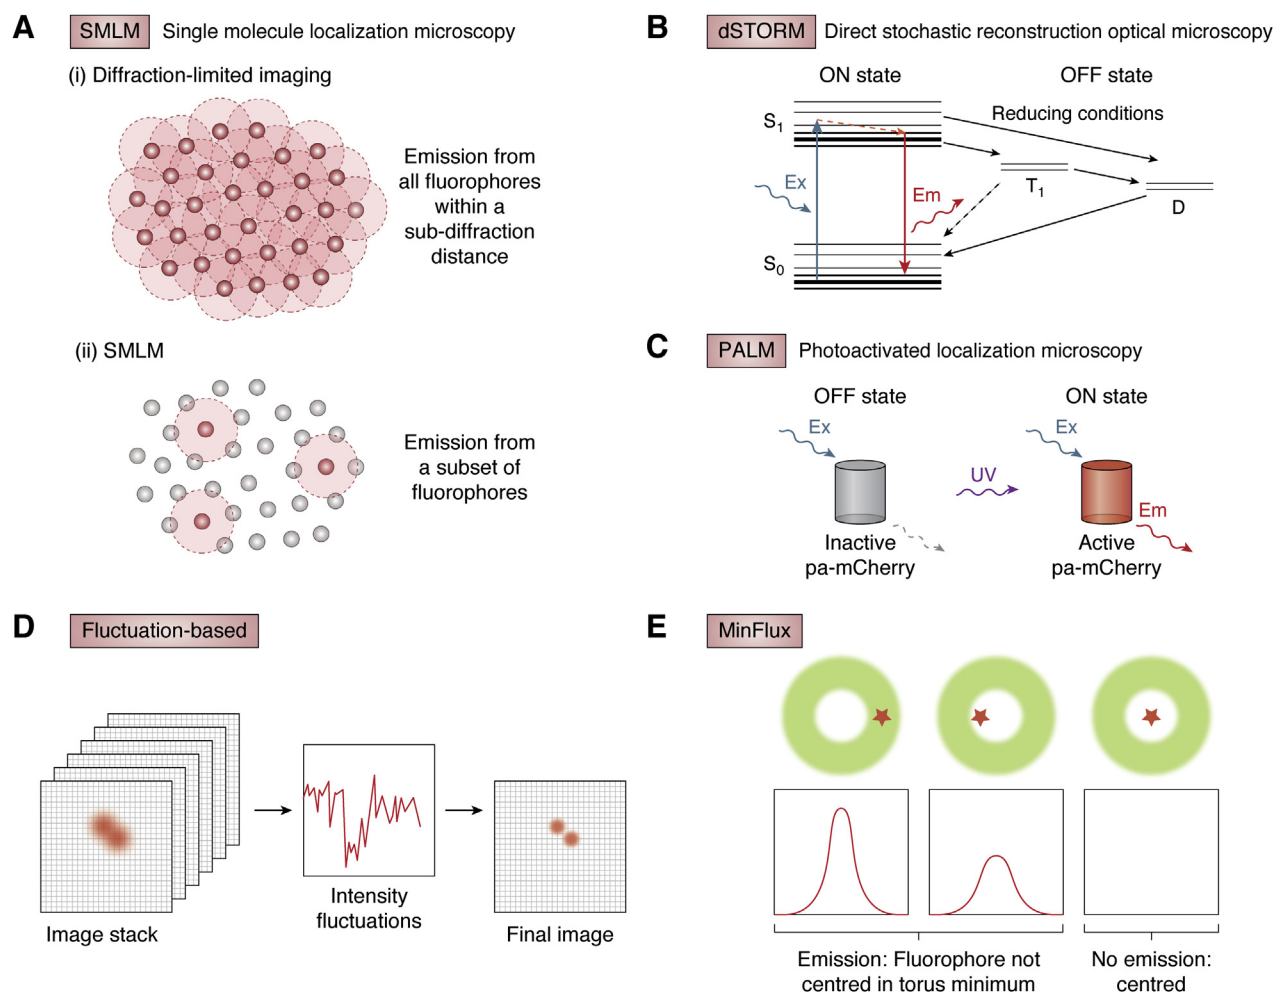 A SMLM Single molecule localization microscopy
(i) Diffraction-limited imaging
Emission from
all fluorophores
within a
sub-diffraction
distance
(ii) SMLM
Emission from
a subset of
fluorophores
B dSTORM Direct stochastic reconstruction optical microscopy
ON state OFF state
Reducing conditions
S1
T1
D
Ex
Em
S0
C PALM Photoactivated localization microscopy
OFF state ON state
Ex Ex
UV
Em
Inactive
pa-mCherry
Active
pa-mCherry
D Fluctuation-based
Image stack
Intensity
fluctuations
Final image
E MinFlux
Emission: Fluorophore not
centred in torus minimum
No emission:
centred